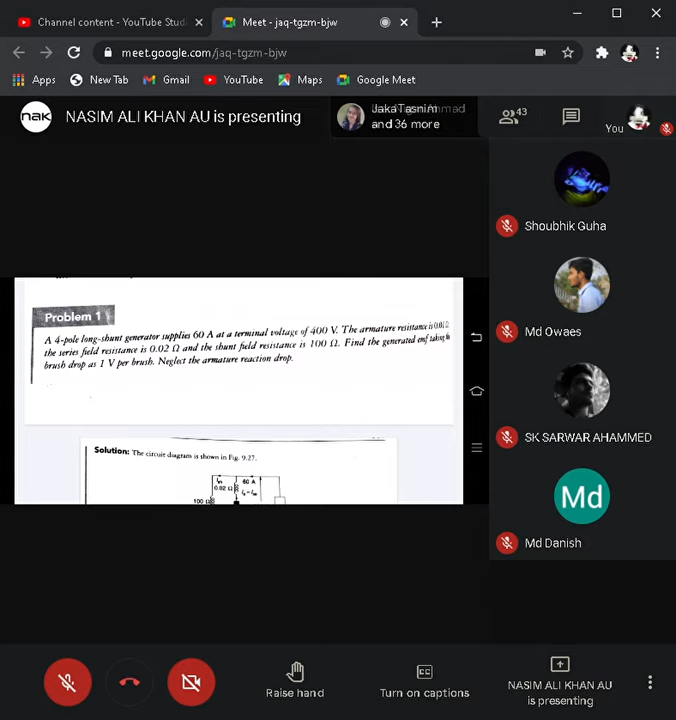 Channel content - YouTube Stud
Meet - jaq-tgzm-bjw
meet.google.com/jaq-tgzm-bjw
Apps New Tab Gmail YouTube Maps Google Meet
nak NASIM ALI KHAN AU is presenting
and 36 more
43
You
Shoubhik Guha
Md Owaes
SK SARWAR AHAMMED
Md
Md Danish
Problem 1
A 4-pole long-shunt generator supplies 60 A at a terminal voltage of 400 V. The armature resistance is
the series field resistance is 0.02 Ω and the shunt field resistance is 100 Ω. Find the generated emf taking
brush drop as 1 V per brush. Neglect the armature reaction drop.
Solution: The circuit diagram is shown in Fig. 9.27.
60 A
0.02 Ω
100
Raise hand
Turn on captions
NASIM ALI KHAN AU
is presenting